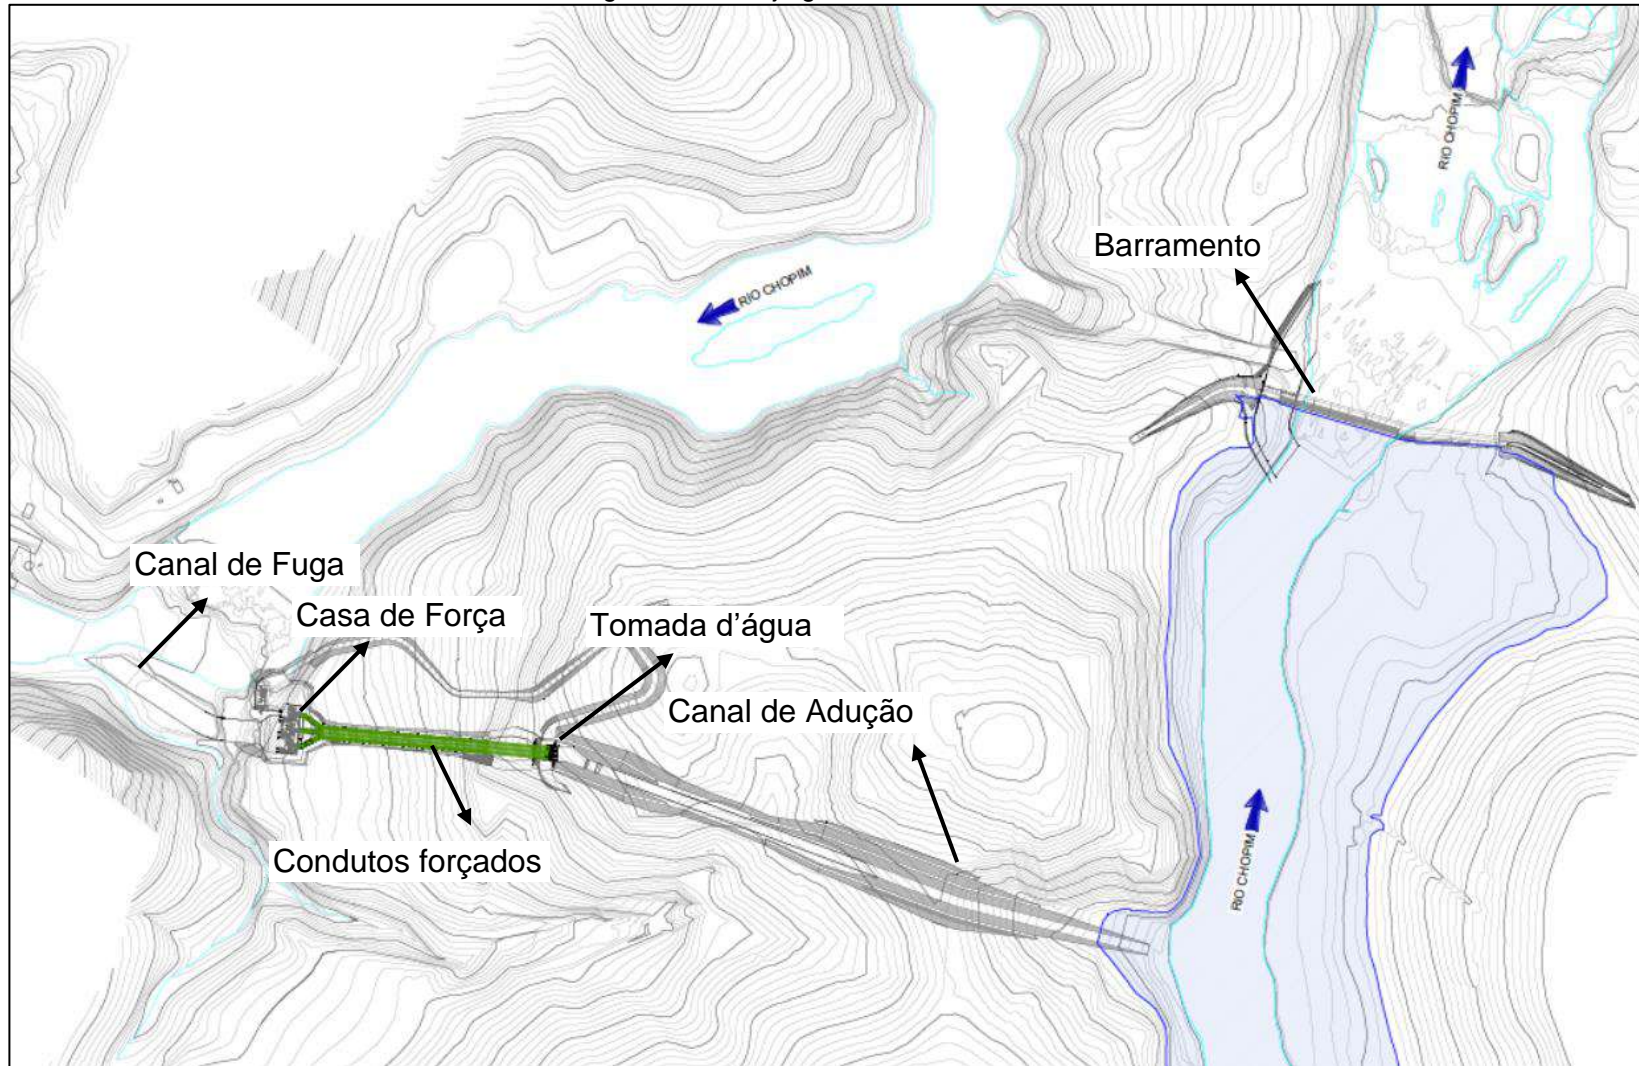 RIO CHOPIM
Barramento
RIO CHOPIM
Canal de Fuga
Casa de Força
Tomada d'água
Canal de Adução
Condutos forçados
RIO CHOPIM